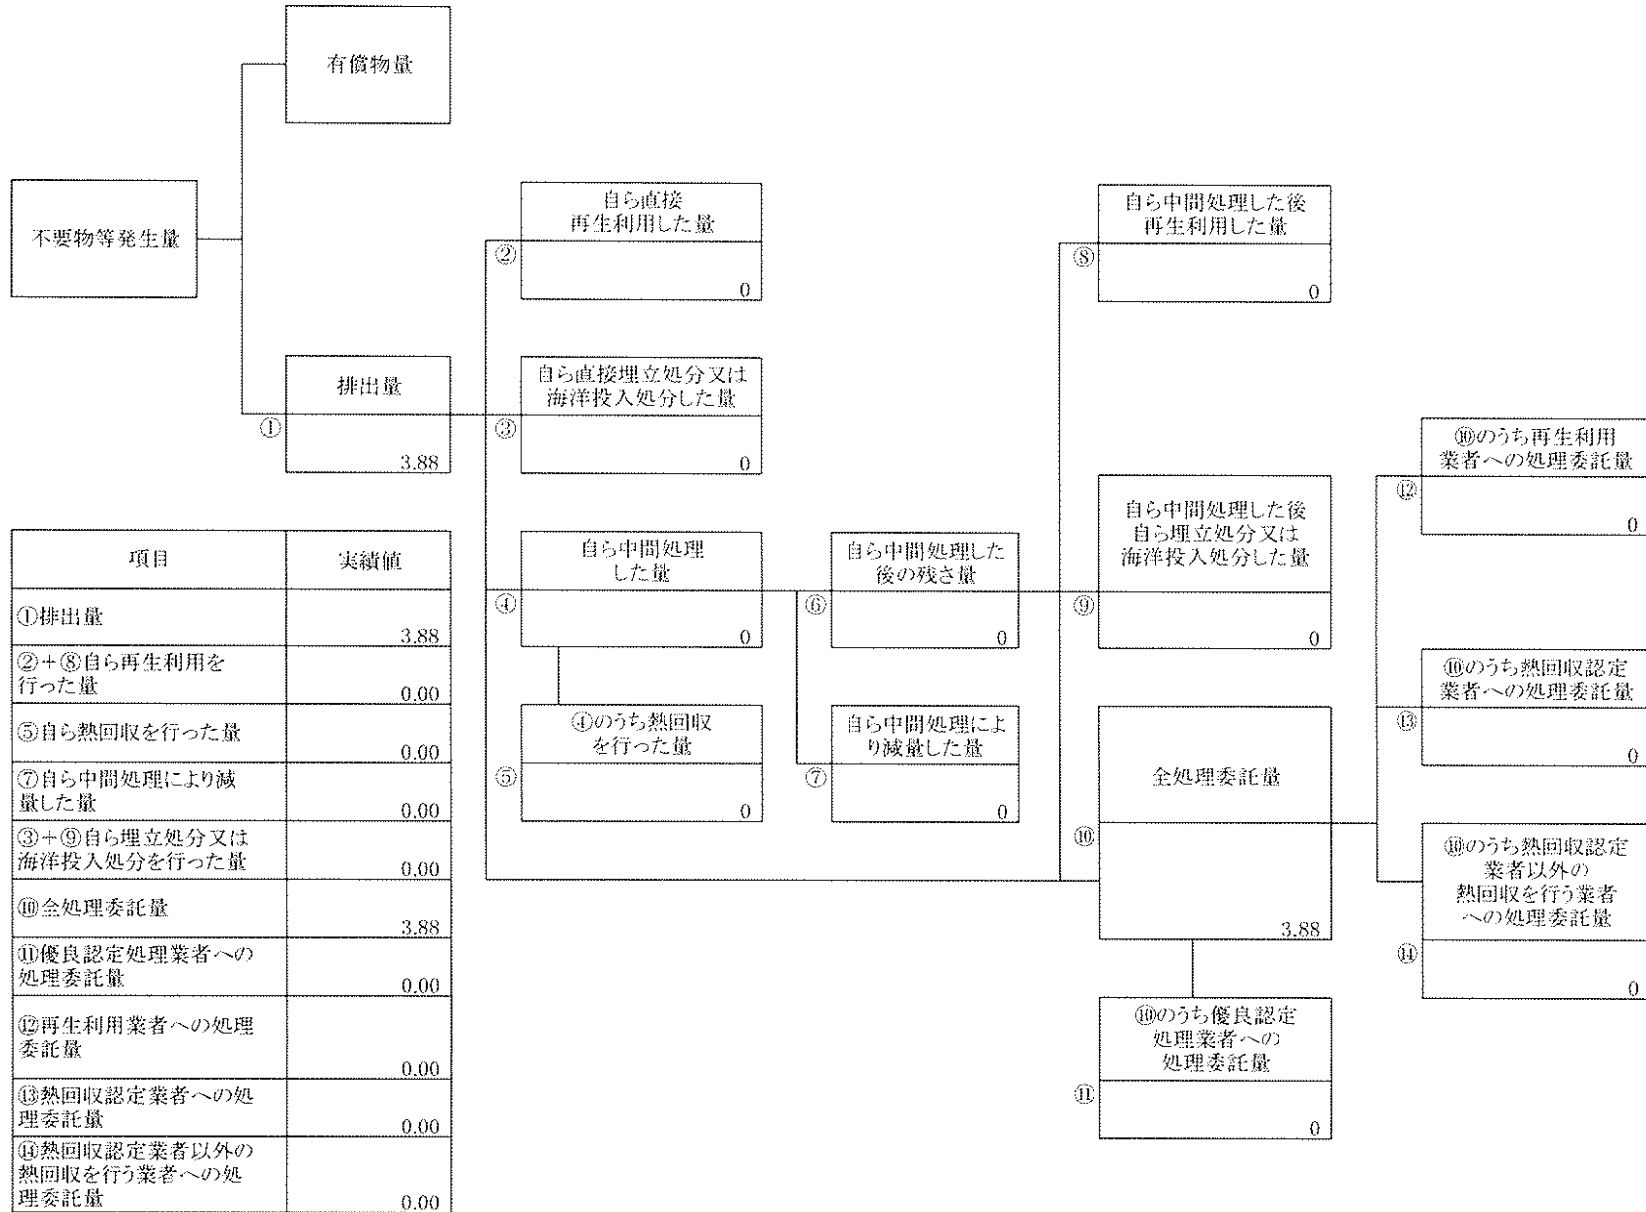 有償物量
不要物等発生量
排出量
①
3.88
自ら直接
再生利用した量
②
0
自ら直接埋立処分又は
海洋投入処分した量
③
0
自ら中間処理
した量
④
0
④のうち熱回収
を行った量
⑤
0
自ら中間処理した
後の残さ量
⑥
0
自ら中間処理によ
り減量した量
⑦
0
自ら中間処理した後
再生利用した量
⑧
0
自ら中間処理した後
自ら埋立処分又は
海洋投入処分した量
⑨
0
全処理委託量
⑩
3.88
⑩のうち優良認定
処理業者への
処理委託量
⑪
0
⑩のうち再生利用
業者への処理委託量
⑫
0
⑩のうち熱回収認定
業者への処理委託量
⑬
0
⑩のうち熱回収認定
業者以外の
熱回収を行う業者
への処理委託量
⑭
0
項目 実績値
①排出量
3.88
②+⑧自ら再生利用を
行った量
0.00
⑤自ら熱回収を行った量
0.00
⑦自ら中間処理により減
量した量
0.00
③+⑨自ら埋立処分又は
海洋投入処分を行った量
0.00
⑩全処理委託量
3.88
⑪優良認定処理業者への
処理委託量
0.00
⑫再生利用業者への処理
委託量
0.00
⑬熱回収認定業者への処
理委託量
0.00
⑭熱回収認定業者以外の
熱回収を行う業者への処
理委託量
0.00